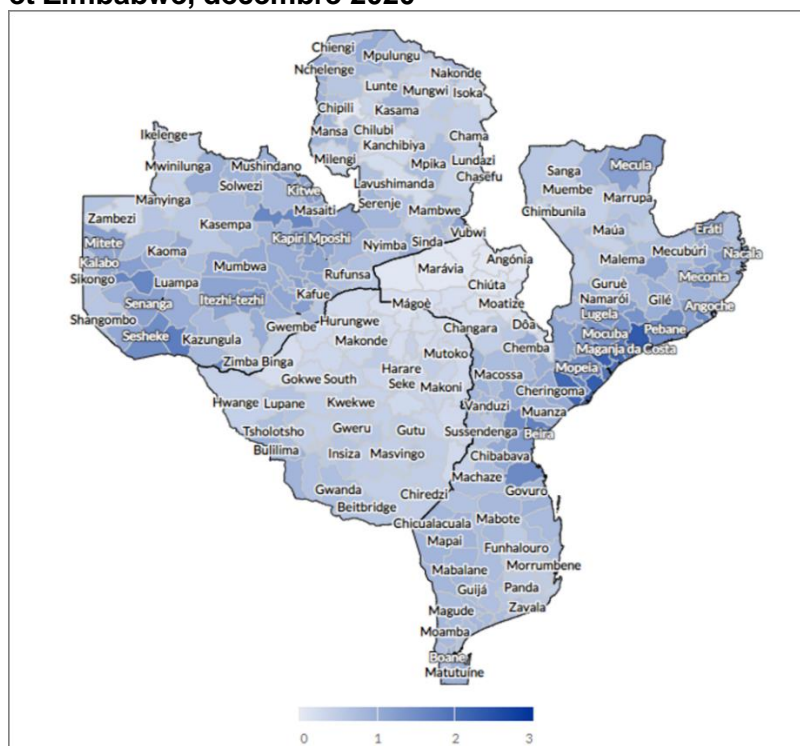 et Zimbabwe, décembre 2020
Chiengi
Mpulungu
Nchelenge
Nakonde
Lunte Mungwi Isoka
Chipili Kasama
Mansa Chilubi Chama
Ikelenge
Kanchibiya
Milengi Mpika Lundazi
Mwinilunga Mushindano Chasefu
Solwezi Kitwe Lavushimanda
Manyinga Masaiti Serenje Mambwe
Zambezi Kasempa
Mitete Kapiri Mposhi Nyimba Sinda Vubwi
Kalabo Kaoma
Sikongo Luampa Mumbwa Rufunsa
Senanga Itezhi-tezhi Kafue
Shangombo Gwembe
Sesheke Kazungula
Zimba Binga
Sanga Mecula
Muembe Marrupa
Chimbunila
Maúa Eráti
Mecubúri Nacala
Malema Meconta
Guruè
Namarói Gilé Angoche
Lugela
Mocuba Pebane
Maganja da Costa
Mopeia
Angónia
Marávia
Chiúta
Mágoè Moatize
Changara Dôa
Chemba
Hurungwe
Makonde
Mutoko
Harare
Gokwe South Seke Makoni
Macossa
Cheringoma
Hwange Lupane Kwekwe Vanduzi Muanza
Tsholotsho Gweru Gutu Sussendenga Beira
Bulilima Insiza Masvingo Chibabava
Machaze
Gwanda Chiredzi Govuro
Beitbridge
Chicualacuala Mabote
Mapai Funhalouro
Mabalane Morrumbene
Guijá Panda
Magude Zavala
Moamba
Boane
Matutuíne
0 1 2 3